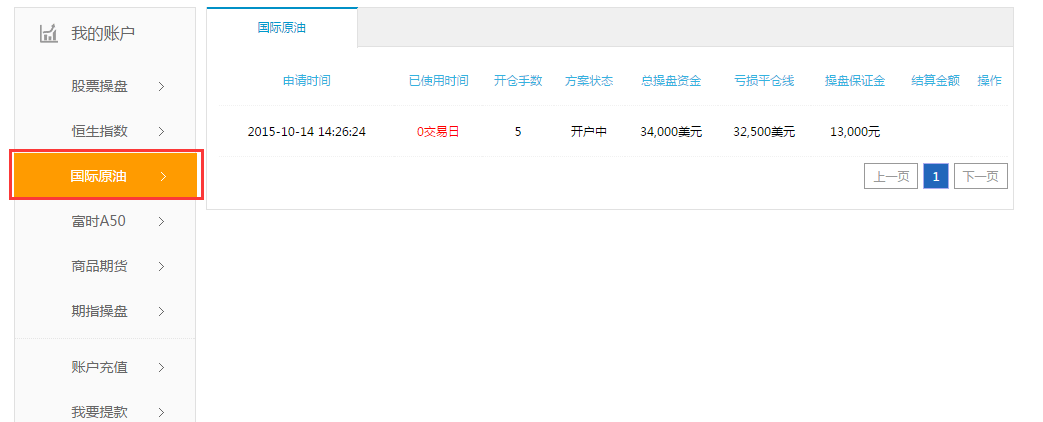 我的账户
股票操盘
恒生指数
国际原油
富时A50
商品期货
期指操盘
账户充值
我要提款
国际原油
申请时间 已使用时间 开仓手数 方案状态 总操盘资金 亏损平仓线 操盘保证金 结算金额 操作
2015-10-14 14:26:24 0交易日 5 开户中 34,000美元 32,500美元 13,000元
上一页 1 下一页